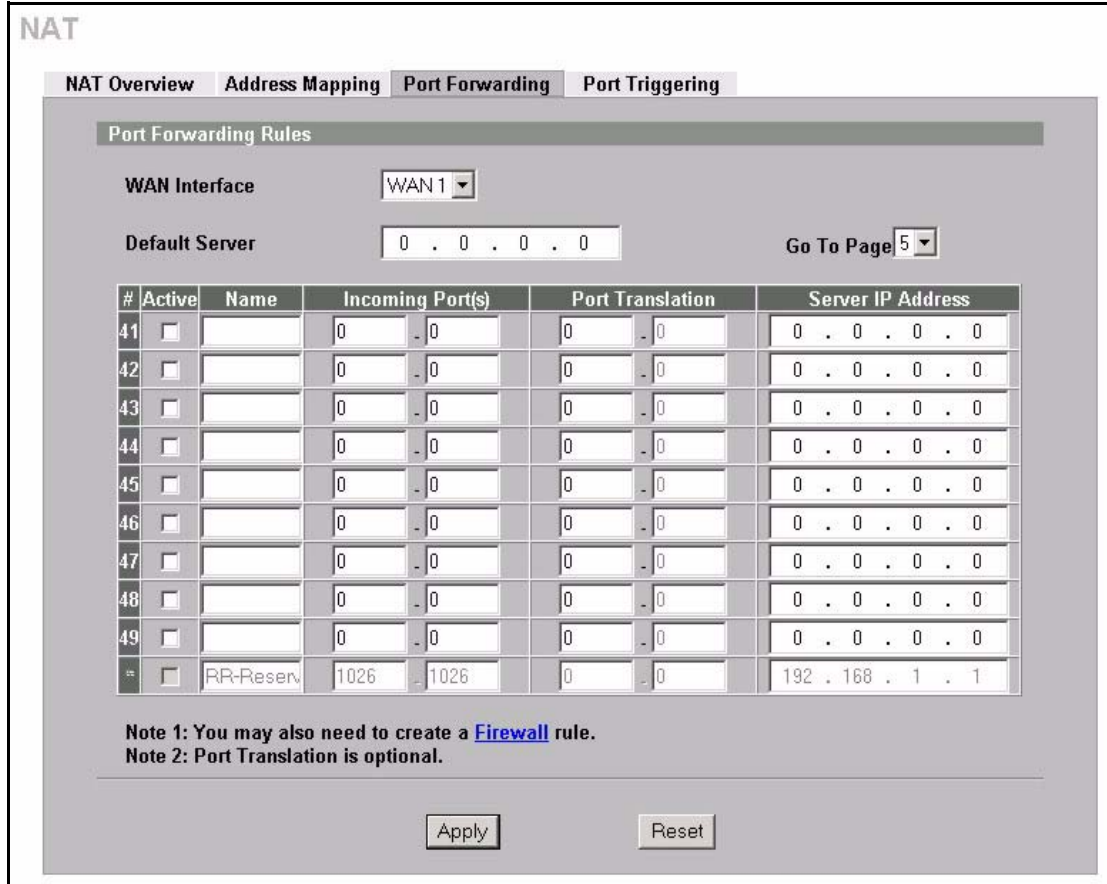 NAT
NAT Overview Address Mapping Port Forwarding Port Triggering
Port Forwarding Rules
WAN Interface WAN 1
Default Server 0 . 0 . 0 . 0 Go To Page 5
# Active Name Incoming Port(s) Port Translation Server IP Address
41 0 - 0 0 - 0 0 . 0 . 0 . 0
42 0 - 0 0 - 0 0 . 0 . 0 . 0
43 0 - 0 0 - 0 0 . 0 . 0 . 0
44 0 - 0 0 - 0 0 . 0 . 0 . 0
45 0 - 0 0 - 0 0 . 0 . 0 . 0
46 0 - 0 0 - 0 0 . 0 . 0 . 0
47 0 - 0 0 - 0 0 . 0 . 0 . 0
48 0 - 0 0 - 0 0 . 0 . 0 . 0
49 0 - 0 0 - 0 0 . 0 . 0 . 0
* RR-Reserv 1026 - 1026 0 - 0 192 . 168 . 1 . 1
Note 1: You may also need to create a Firewall rule.
Note 2: Port Translation is optional.
Apply Reset